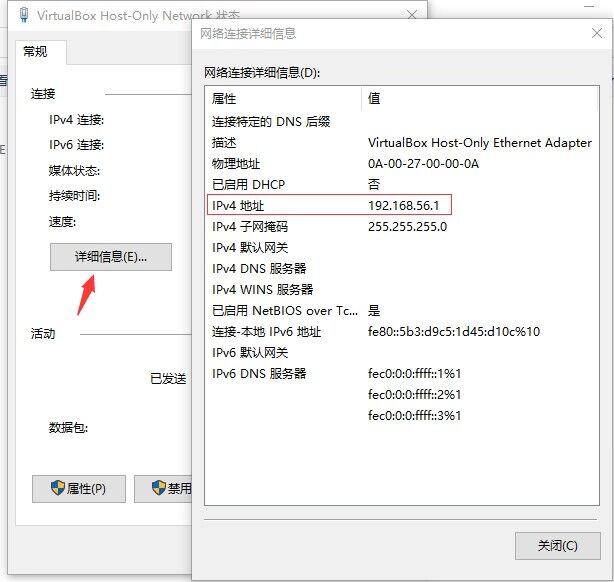 VirtualBox Host-Only Network 状态
常规
连接
IPv4 连接:
IPv6 连接:
媒体状态:
持续时间:
速度:
详细信息(E)...
活动
已发送
数据包:
属性(P)
禁用
网络连接详细信息
网络连接详细信息(D):
属性 值
连接特定的 DNS 后缀
描述 VirtualBox Host-Only Ethernet Adapter
物理地址 0A-00-27-00-00-0A
已启用 DHCP 否
IPv4 地址 192.168.56.1
IPv4 子网掩码 255.255.255.0
IPv4 默认网关
IPv4 DNS 服务器
IPv4 WINS 服务器
已启用 NetBIOS over Tc... 是
连接-本地 IPv6 地址 fe80::5b3:d9c5:1d45:d10c%10
IPv6 默认网关
IPv6 DNS 服务器 fec0:0:0:ffff::1%1
fec0:0:0:ffff::2%1
fec0:0:0:ffff::3%1
关闭(C)